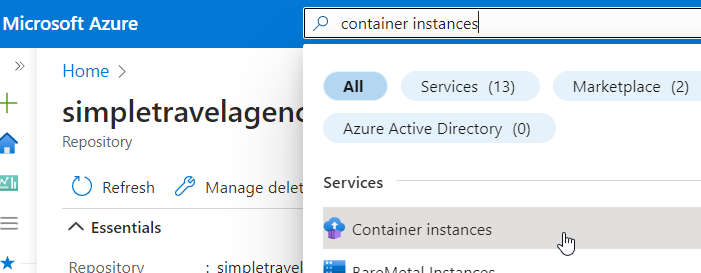 Microsoft Azure
container instances
Home
simpletravelagenc
Repository
Refresh
Manage delet
Essentials
Repository : simpletravel
All
Services (13)
Marketplace (2)
Azure Active Directory (0)
Services
Container instances
BareMetal Instances